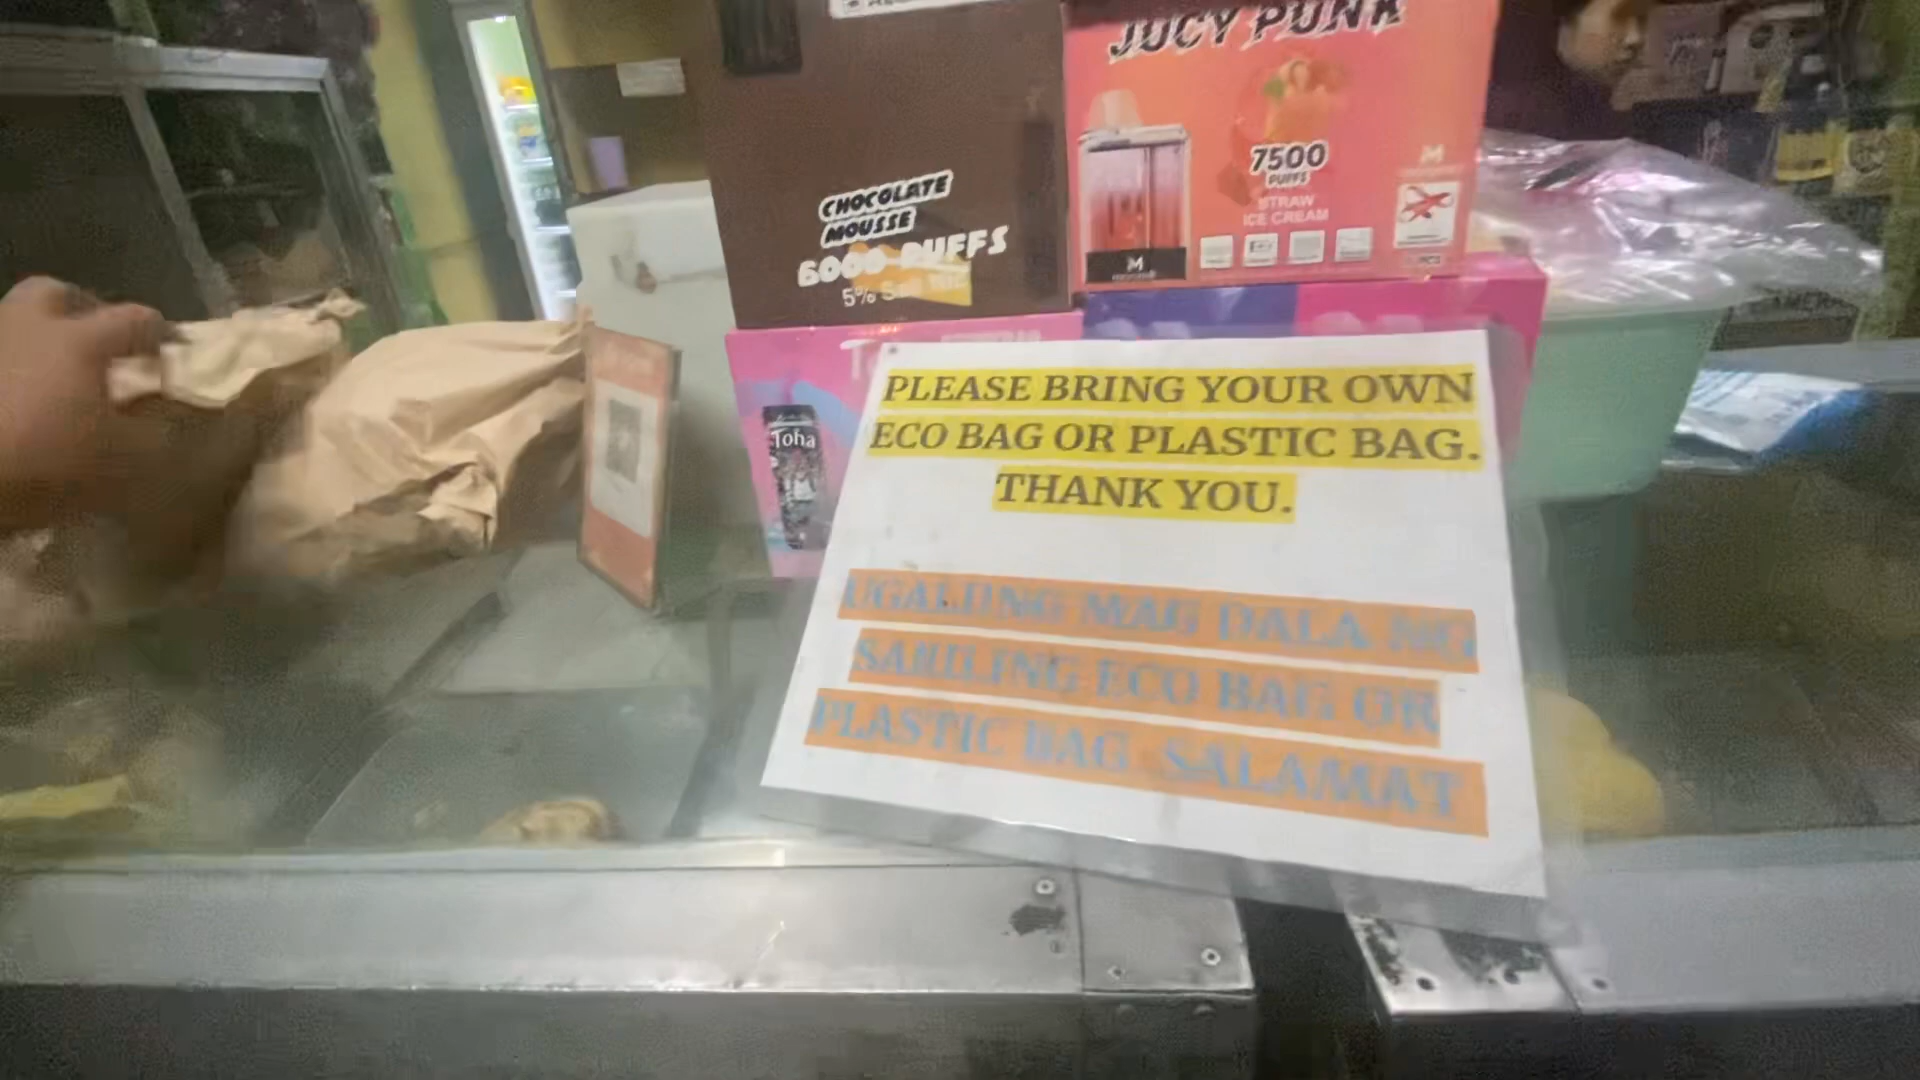 JUCY PUNK
CHOCOLATE
MOUSSE
6000 PUFFS
5%
7500
PUFFS
STRAW
ICE CREAM
M
Toha
PLEASE BRING YOUR OWN
ECO BAG OR PLASTIC BAG.
THANK YOU.
UGALIING MAG DALA NG
SARILING ECO BAG OR
PLASTIC BAG. SALAMAT